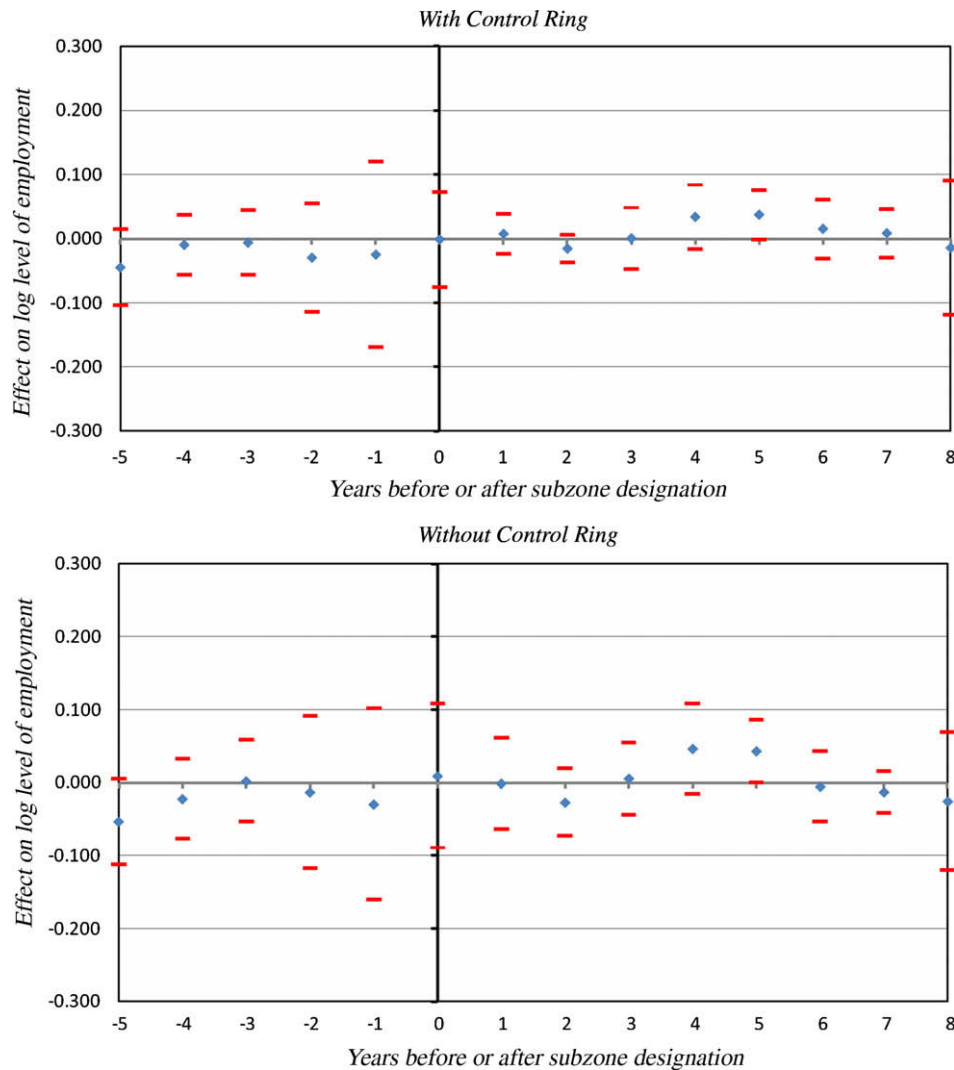 With Control Ring
Effect on log level of employment
0.300
0.200
0.100
0.000
-0.100
-0.200
-0.300
-5 -4 -3 -2 -1 0 1 2 3 4 5 6 7 8
Years before or after subzone designation
Without Control Ring
Effect on log level of employment
0.300
0.200
0.100
0.000
-0.100
-0.200
-0.300
-5 -4 -3 -2 -1 0 1 2 3 4 5 6 7 8
Years before or after subzone designation